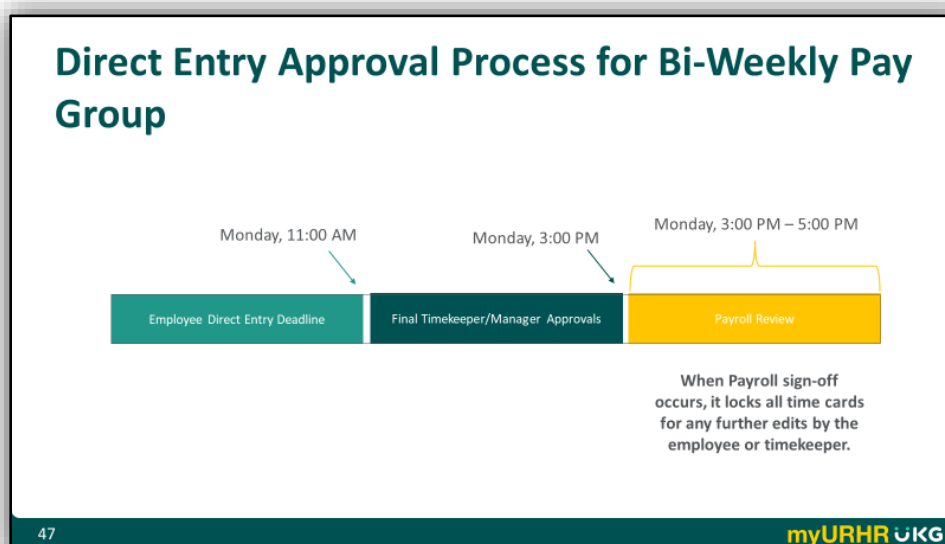 Direct Entry Approval Process for Bi-Weekly Pay
Group
Monday, 11:00 AM
Monday, 3:00 PM
Monday, 3:00 PM – 5:00 PM
Employee Direct Entry Deadline
Final Timekeeper/Manager Approvals
Payroll Review
When Payroll sign-off
occurs, it locks all time cards
for any further edits by the
employee or timekeeper.
47
myURHR UKG